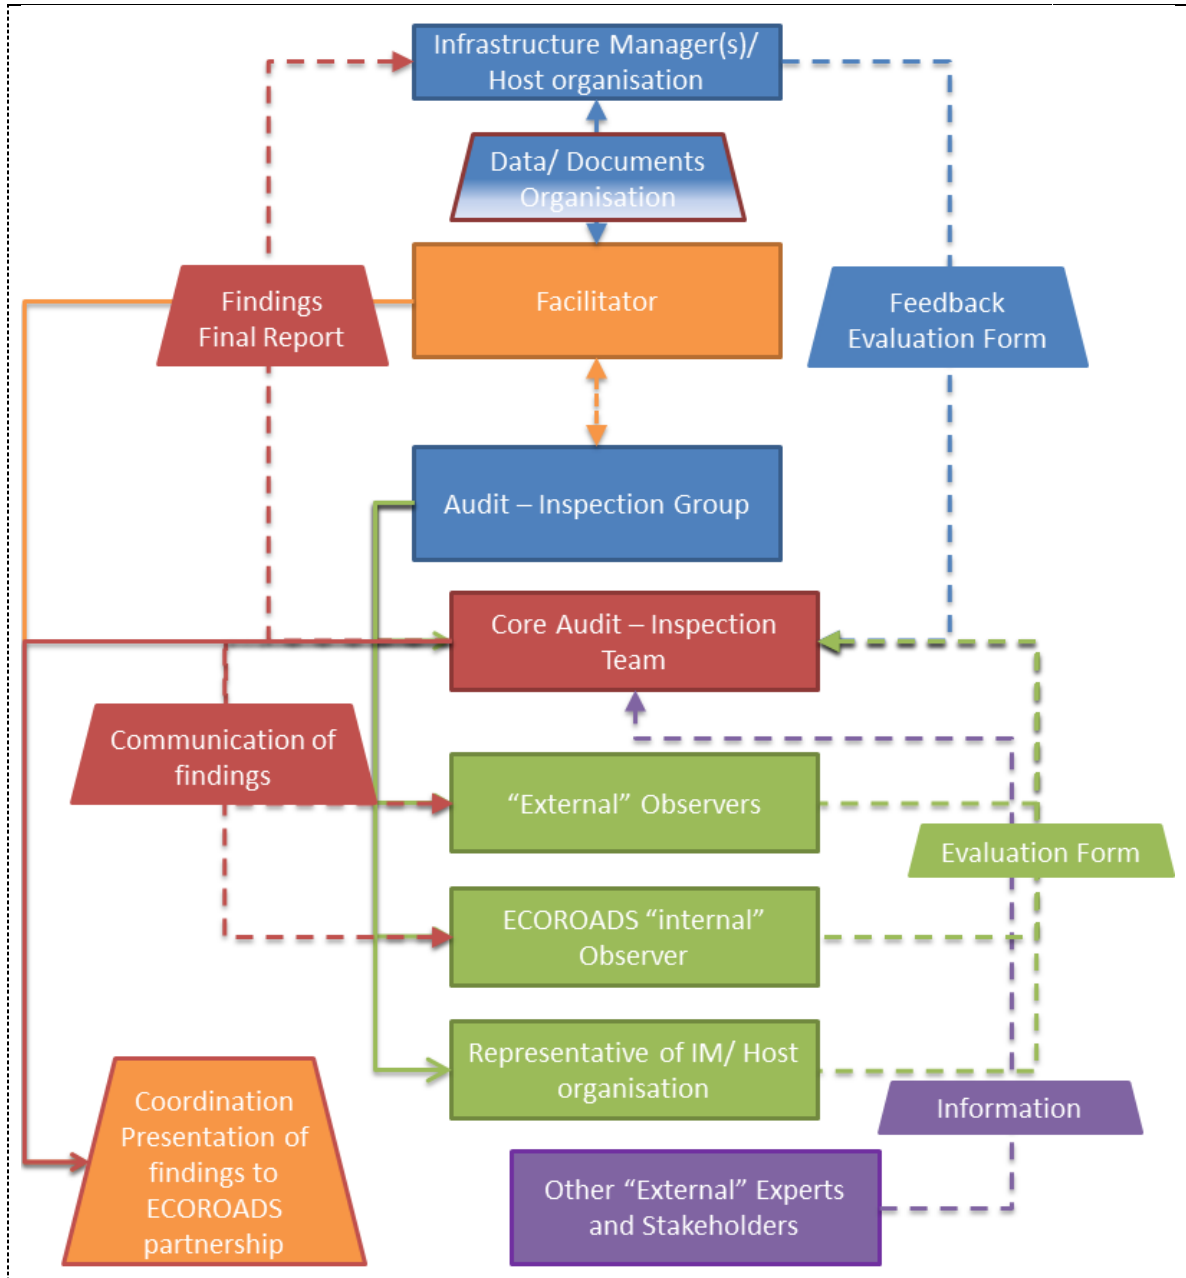 Infrastructure Manager(s)/
Host organisation
Data/ Documents
Organisation
Facilitator
Findings
Final Report
Feedback
Evaluation Form
Audit – Inspection Group
Core Audit – Inspection
Team
Communication of
findings
“External” Observers
Evaluation Form
ECOROADS “internal”
Observer
Representative of IM/ Host
organisation
Information
Coordination
Presentation of
findings to
ECOROADS
partnership
Other “External” Experts
and Stakeholders